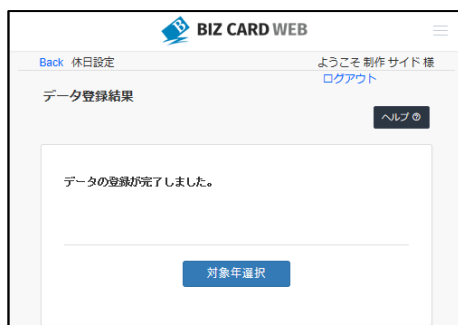 BIZ CARD WEB
Back 休日設定 ようこそ 制作 サイド 様
ログアウト
データ登録結果
ヘルプ
データの登録が完了しました。
対象年選択